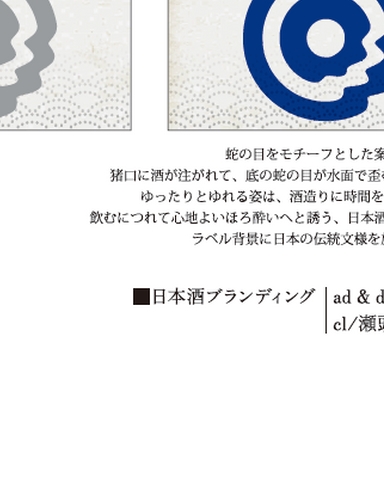 蛇の目をモチーフとした案
猪口に酒が注がれて、底の蛇の目が水面で歪
ゆったりとゆれる姿は、酒造りに時間を
飲むにつれて心地よいほろ酔いへと誘う、日本酒
ラベル背景に日本の伝統文様を
■日本酒ブランディング
ad & d
cl/瀬